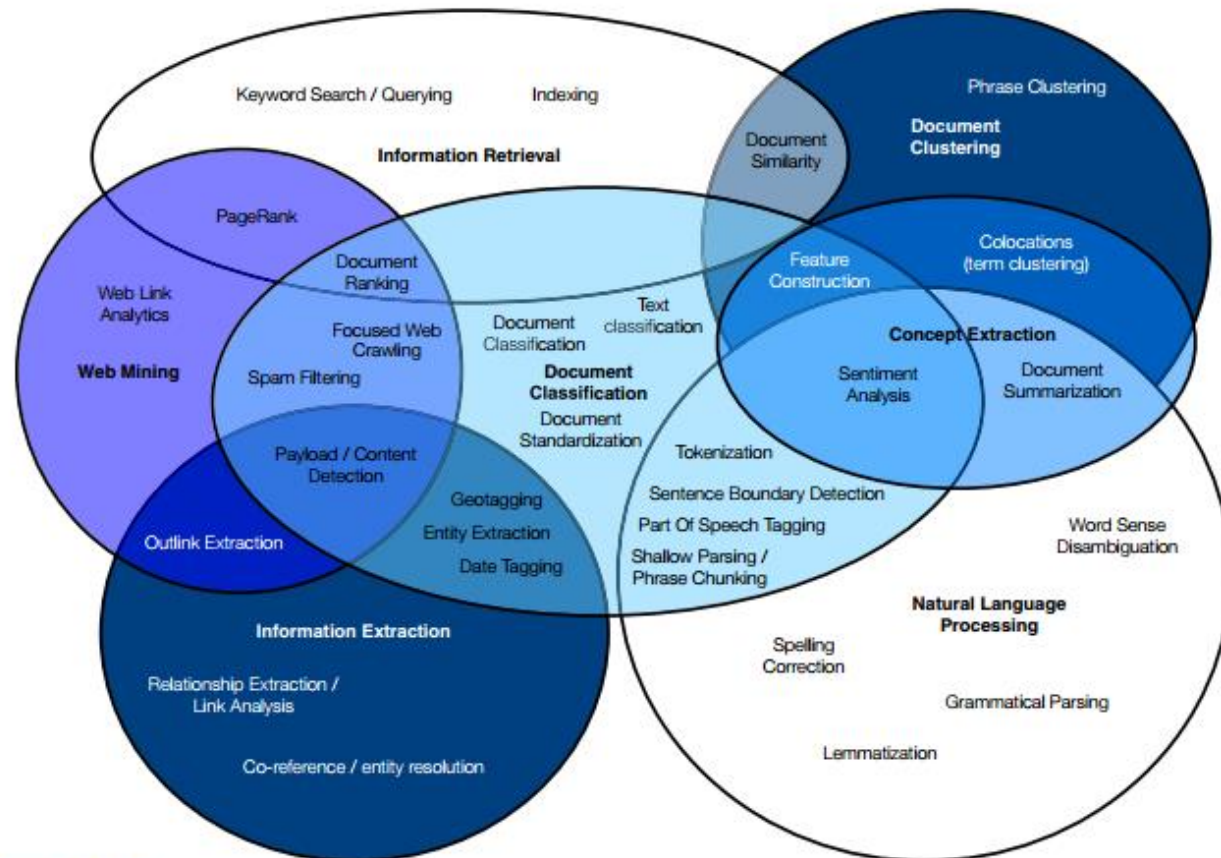 Keyword Search / Querying
Indexing
Information Retrieval
Phrase Clustering
Document
Clustering
Document
Similarity
PageRank
Document
Ranking
Web Link
Analytics
Web Mining
Focused Web
Crawling
Spam Filtering
Document
Classification
Text
classification
Document
Classification
Document
Standardization
Feature
Construction
Colocations
(term clustering)
Concept Extraction
Sentiment
Analysis
Document
Summarization
Payload / Content
Detection
Geotagging
Entity Extraction
Date Tagging
Outlink Extraction
Tokenization
Sentence Boundary Detection
Part Of Speech Tagging
Shallow Parsing /
Phrase Chunking
Word Sense
Disambiguation
Natural Language
Processing
Spelling
Correction
Grammatical Parsing
Lemmatization
Information Extraction
Relationship Extraction /
Link Analysis
Co-reference / entity resolution